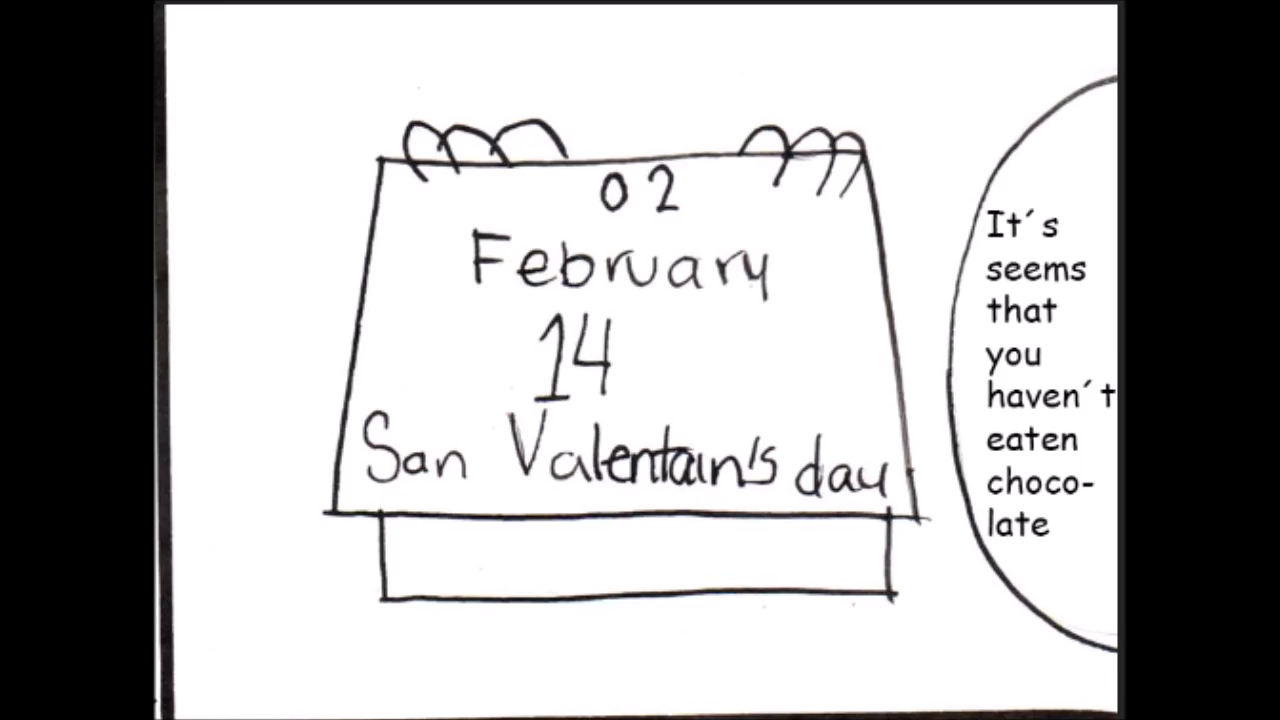 02
February
14
San Valentain's day
It´s
seems
that
you
haven´t
eaten
choco-
late